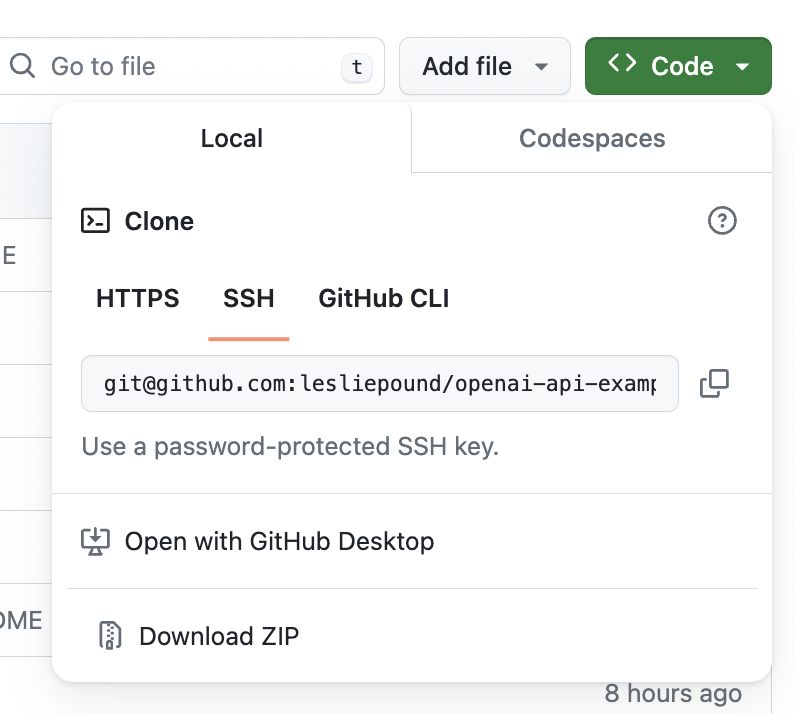 Go to file t Add file <> Code
Local Codespaces
Clone
E
HTTPS SSH GitHub CLI
git@github.com:lesliepound/openai-api-examp
Use a password-protected SSH key.
Open with GitHub Desktop
OME
Download ZIP
8 hours ago